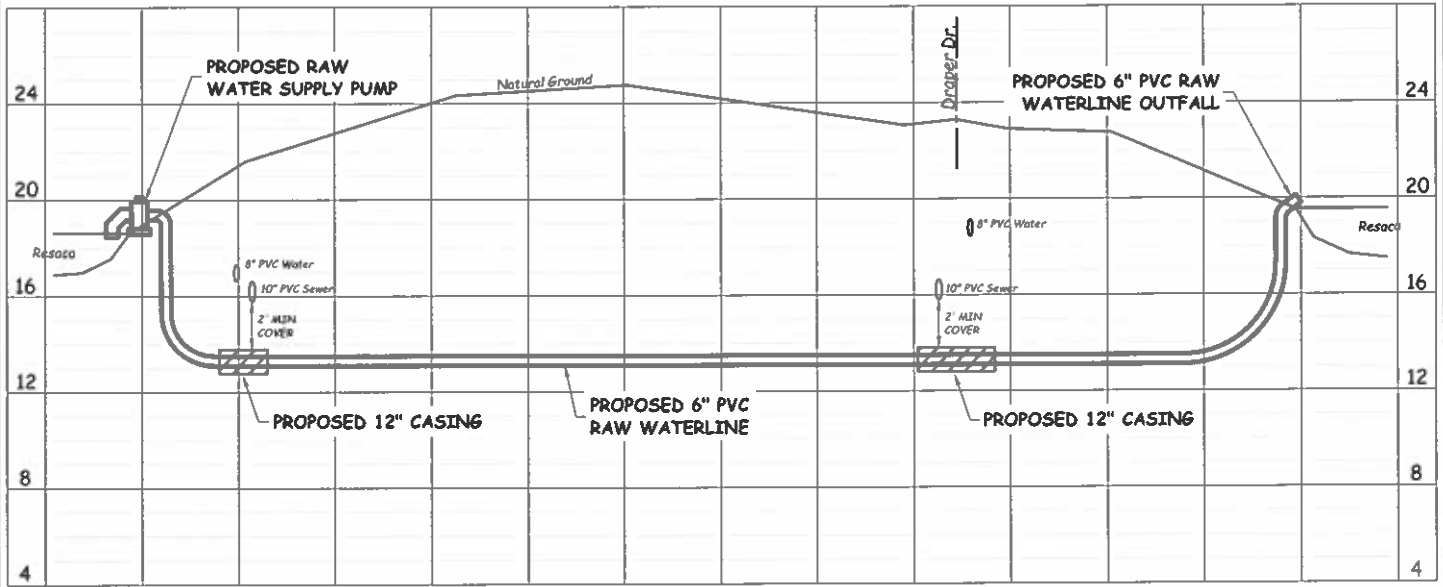 PROPOSED RAW
WATER SUPPLY PUMP
Natural Ground
Draper Dr.
PROPOSED 6" PVC RAW
WATERLINE OUTFALL
24
24
20
20
Resaca
Resaca
8" PVC Water
8" PVC Water
16
10" PVC Sewer
10" PVC Sewer
16
2' MIN
COVER
2' MIN
COVER
12
12
PROPOSED 12" CASING
PROPOSED 6" PVC
RAW WATERLINE
PROPOSED 12" CASING
8
8
4
4